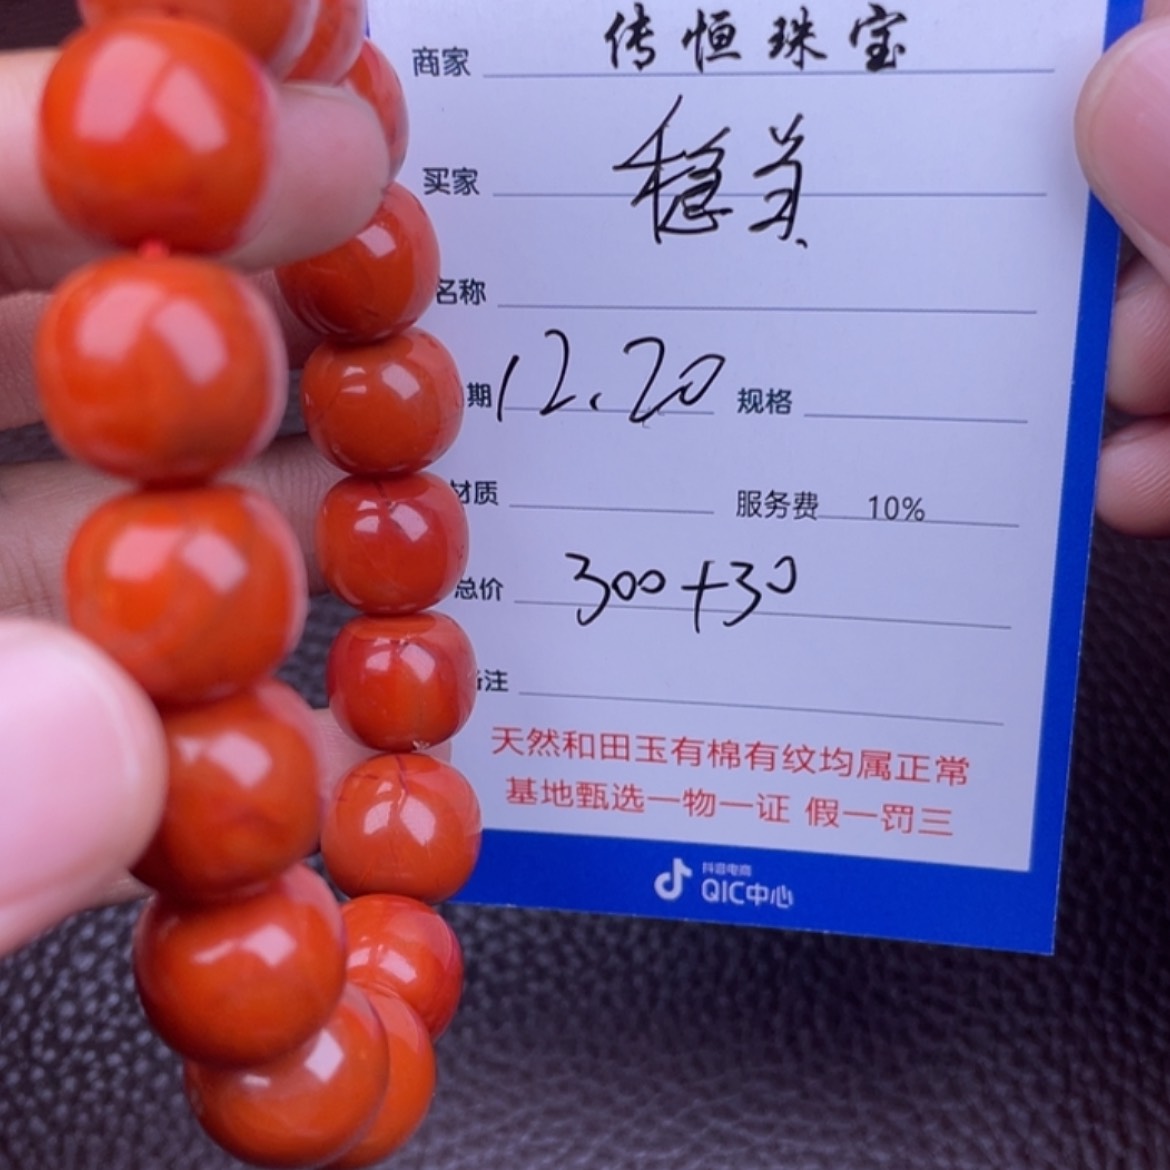 商家 传恒珠宝
买家 稳
名称
期 12.20 规格
材质 服务费 10%
总价 300+30
备注
天然和田玉有棉有纹均属正常
基地甄选一物一证 假一罚三
抖音电商
QIC中心